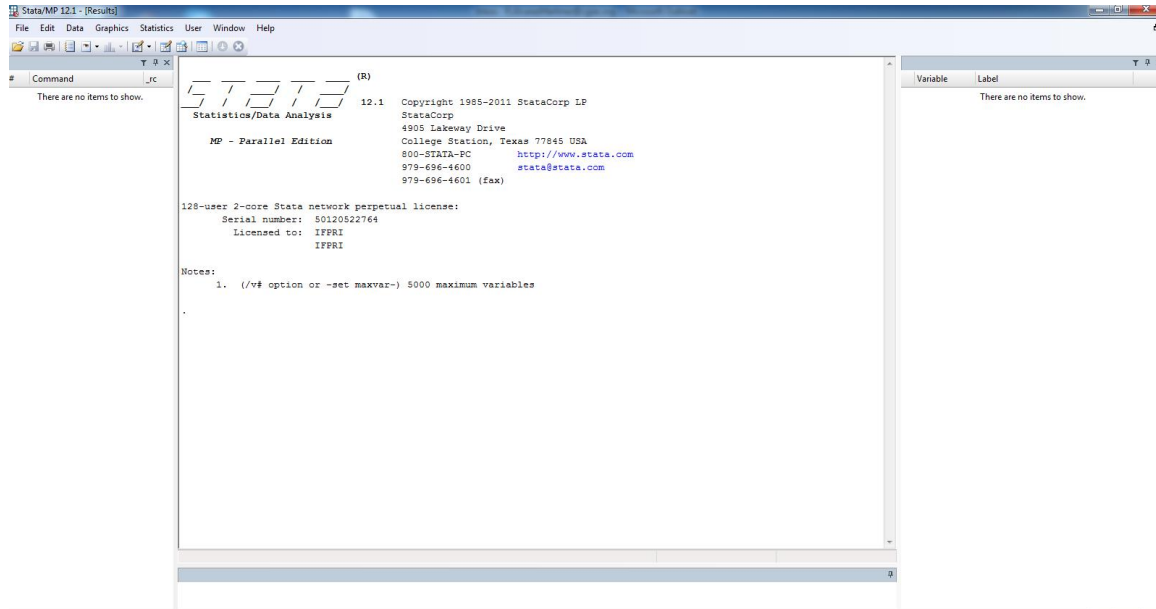 Stata/MP 12.1 - [Results]
File Edit Data Graphics Statistics User Window Help
# Command _rc
There are no items to show.
(R)
12.1 Copyright 1985-2011 StataCorp LP
Statistics/Data Analysis StataCorp
4905 Lakeway Drive
MP - Parallel Edition College Station, Texas 77845 USA
800-STATA-PC http://www.stata.com
979-696-4600 stata@stata.com
979-696-4601 (fax)
128-user 2-core Stata network perpetual license:
Serial number: 50120522764
Licensed to: IFPRI
IFPRI
Notes:
1. (/v# option or -set maxvar-) 5000 maximum variables
.
Variable Label
There are no items to show.